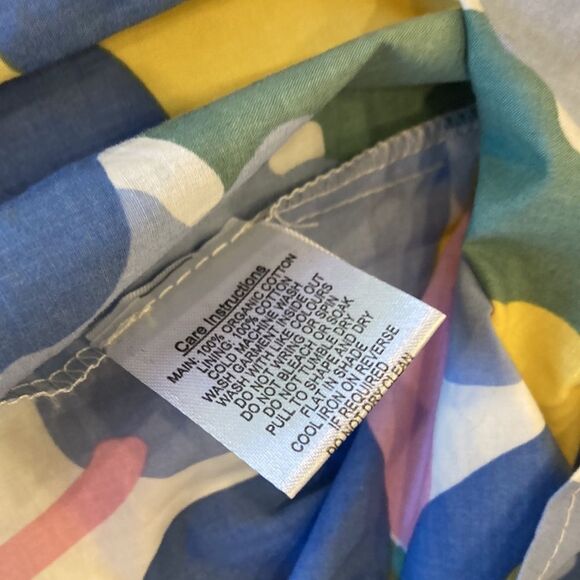 Care Instructions
MAIN: 100% ORGANIC COTTON
LINING: 100% COTTON
COLD MACHINE WASH
WASH GARMENT INSIDE OUT
WASH WITH LIKE COLOURS
DO NOT WRING OR SPIN
DO NOT BLEACH OR SOAK
DO NOT TUMBLE DRY
PULL TO SHAPE AND DRY
FLAT IN SHADE
COOL IRON ON REVERSE
IF REQUIRED
DO NOT DRY CLEAN